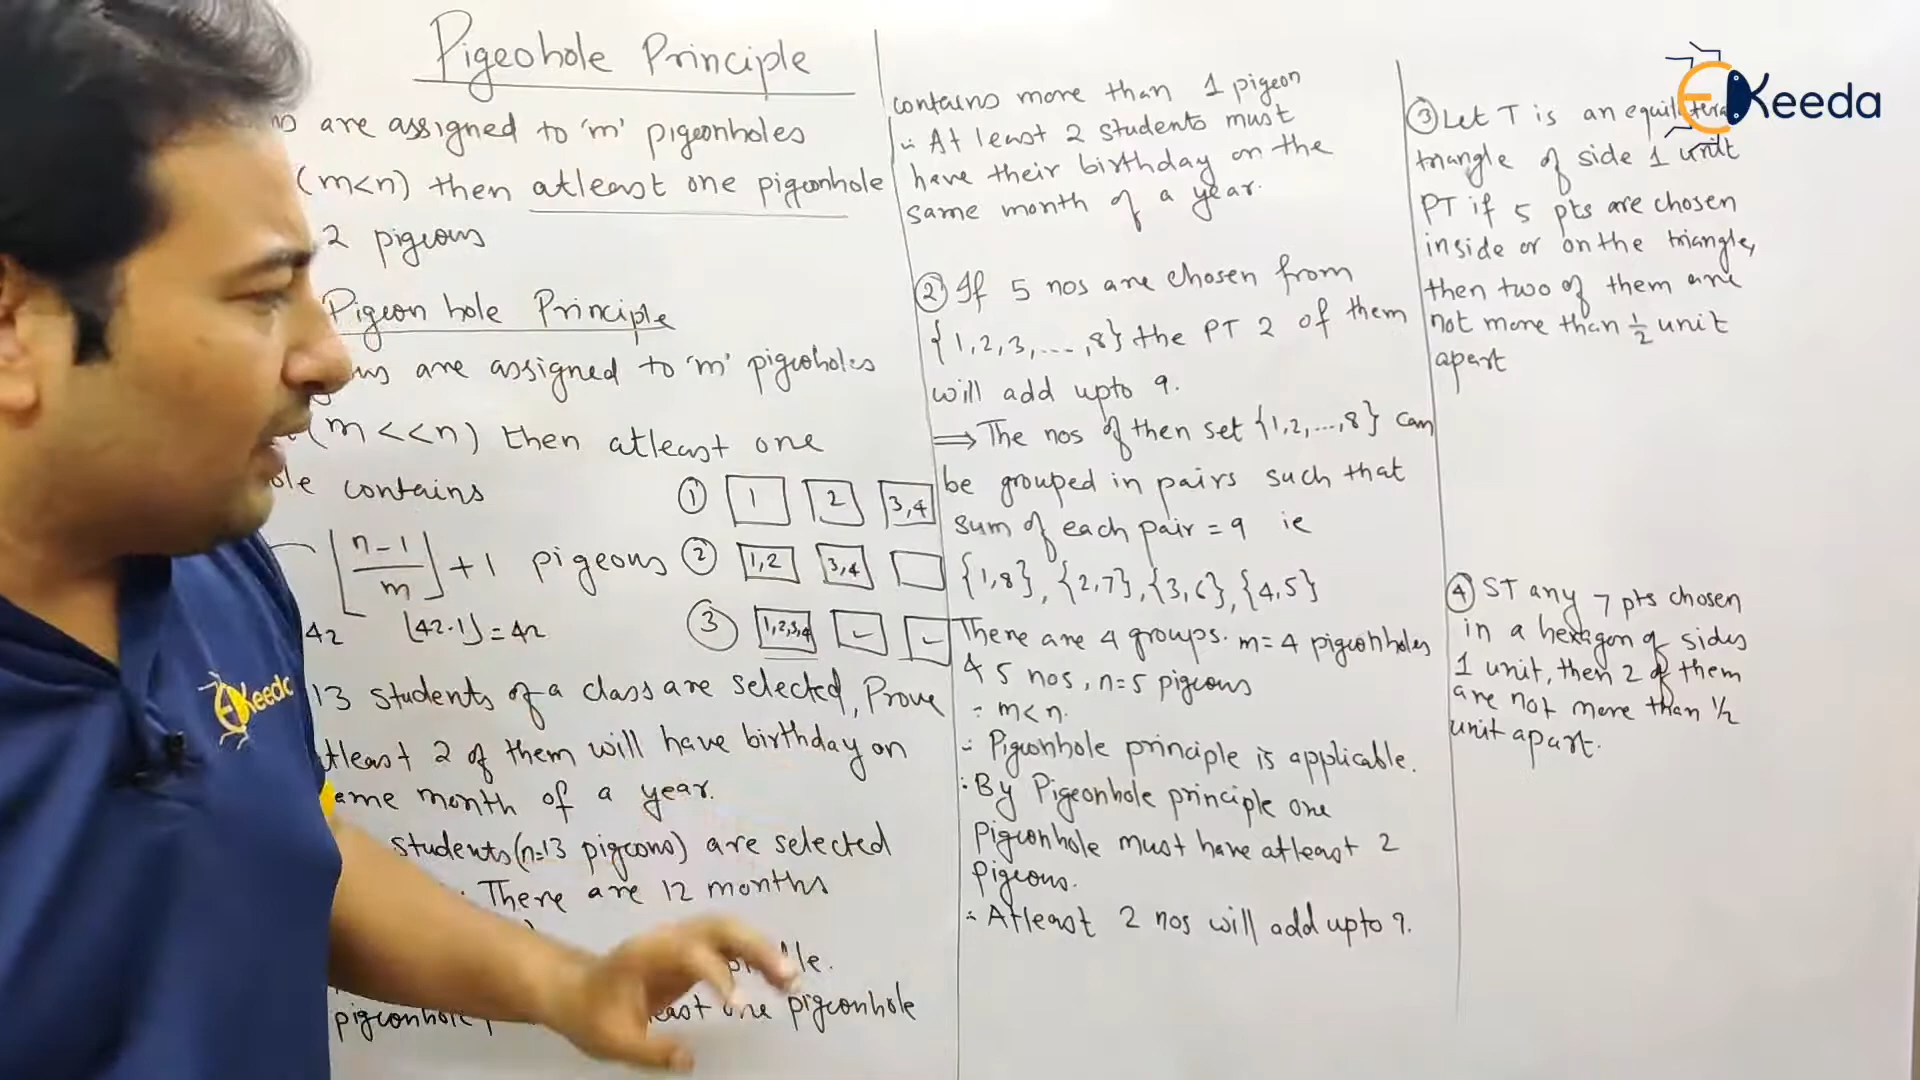 Pigeohole Principle
are assigned to 'm' pigeonholes
(m<n) then atleast one pigeonhole
2 pigeons
Pigeon hole Principle
are assigned to 'm' pigeoholes
(m<<n) then atleast one
contains
⌊n-1/m⌋+1 pigeons
42 ⌊42.1⌋=42
① 1 2 3,4
② 1,2 3,4
③ 1,2,3,4 ✓ ✓
13 students of a class are selected, Prove
2 of them will have birthday on
month of a year.
students(n=13 pigeons) are selected
There are 12 months
one pigeonhole
contains more than 1 pigeon
∴ At least 2 students must
have their birthday on the
same month of a year.
② If 5 nos are chosen from
{1,2,3,...,8} the PT 2 of them
will add upto 9.
⇒ The nos of then set {1,2,...,8} can
be grouped in pairs such that
sum of each pair = 9 ie
{1,8}, {2,7}, {3,6}, {4,5}
There are 4 groups. m=4 pigeonholes
& 5 nos, n=5 pigeons
∵ m<n.
∴ Pigeonhole principle is applicable.
∴ By Pigeonhole principle one
Pigeonhole must have atleast 2
pigeons.
∴ Atleast 2 nos will add upto 9.
③ Let T is an
triangle of side 1 unit
PT if 5 pts are chosen
inside or on the triangle,
then two of them are
not more than ½ unit
apart
④ ST any 7 pts chosen
in a hexagon of sides
1 unit, then 2 of them
are not more than 1/2
unit apart.
EKeeda
EKeeda